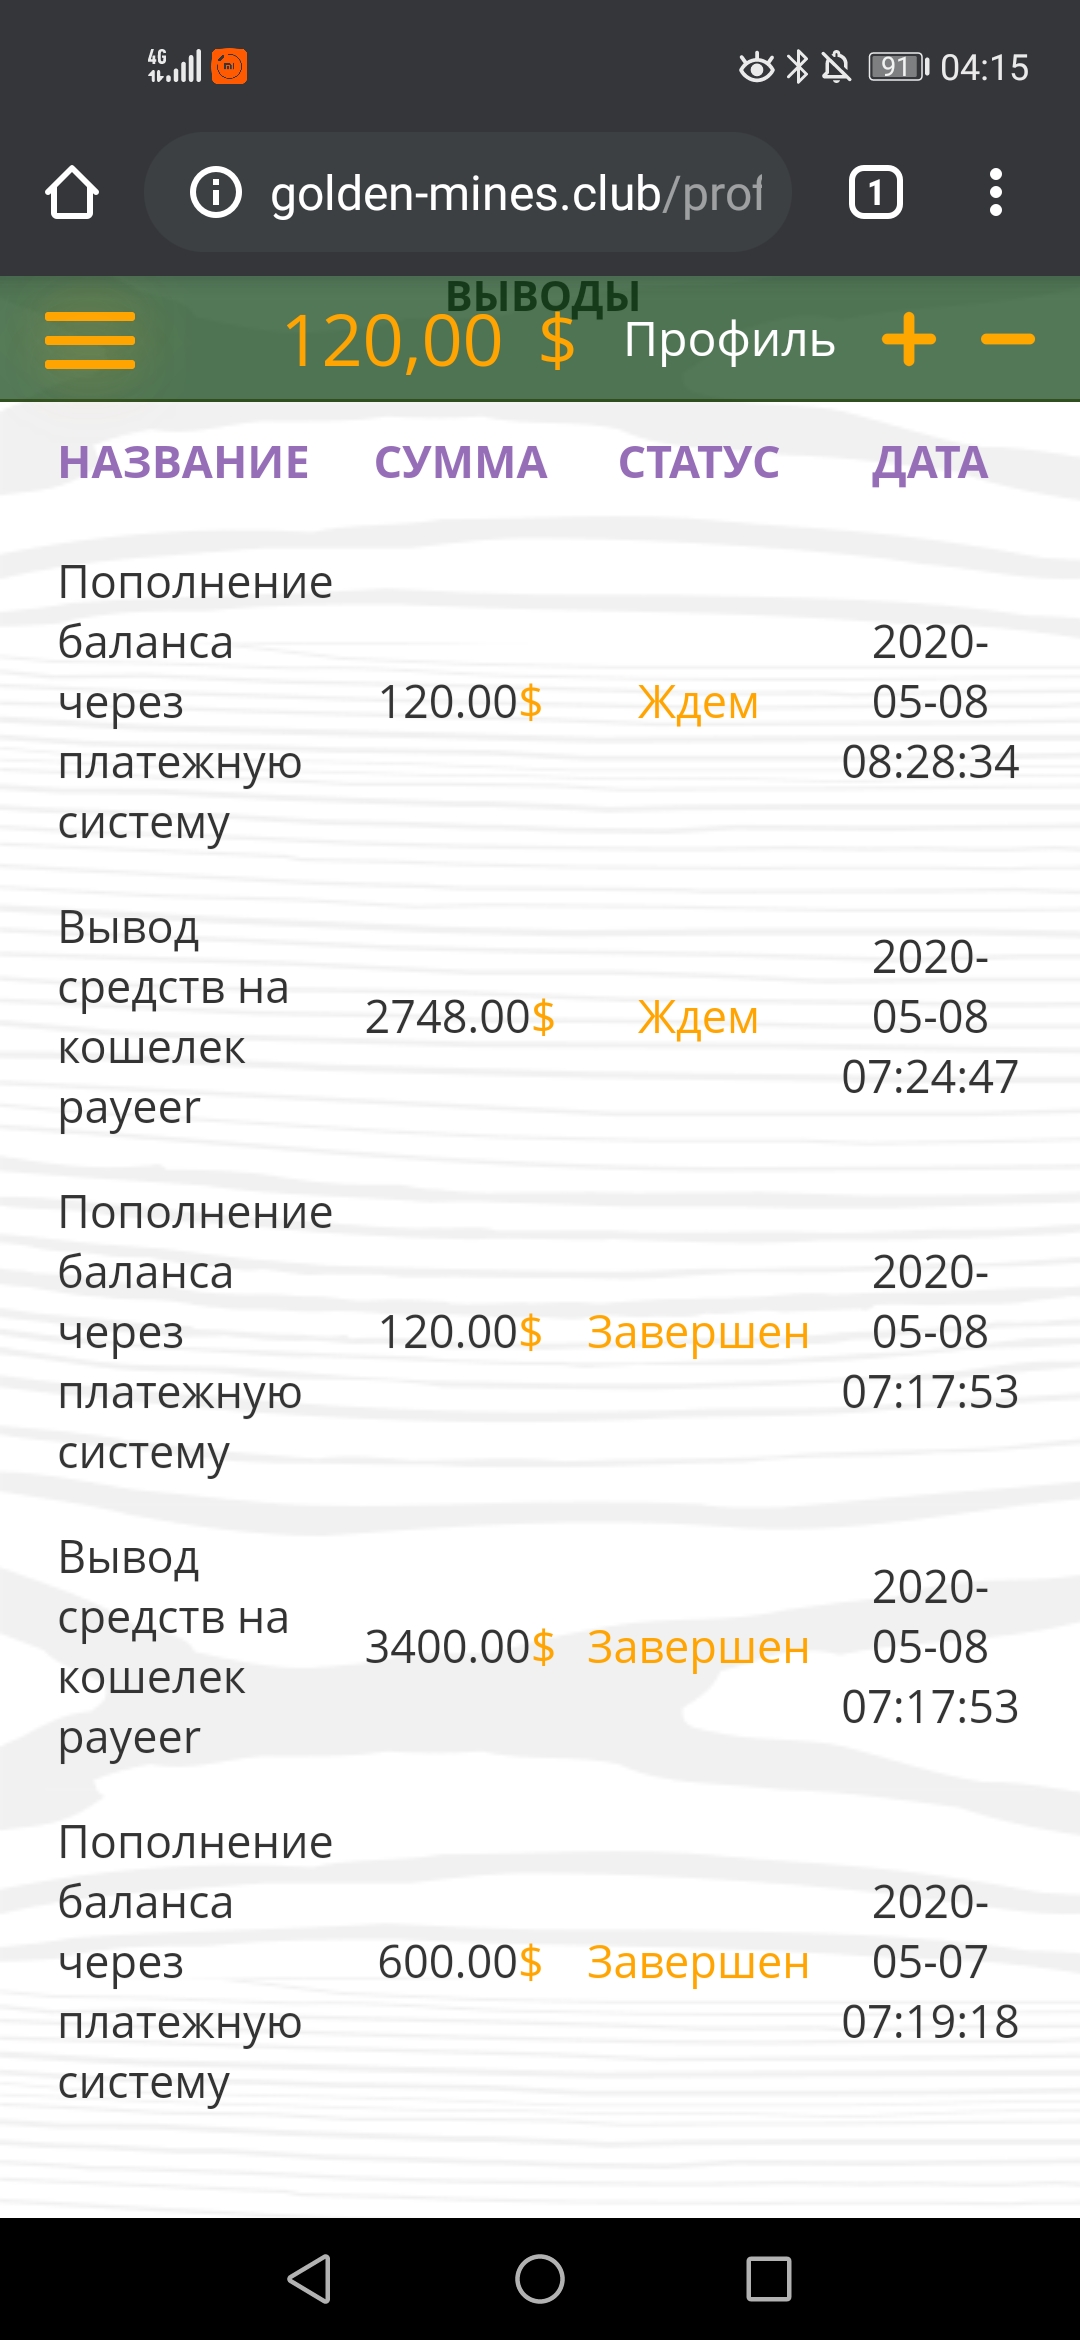 4G
mi
91
04:15
golden-mines.club/prof
1
ВЫВОДЫ
120,00 $ Профиль
НАЗВАНИЕ СУММА СТАТУС ДАТА
Пополнение
баланса
через
платежную
систему
120.00$
Ждем
2020-
05-08
08:28:34
Вывод
средств на
кошелек
payeer
2748.00$
Ждем
2020-
05-08
07:24:47
Пополнение
баланса
через
платежную
систему
120.00$
Завершен
2020-
05-08
07:17:53
Вывод
средств на
кошелек
payeer
3400.00$
Завершен
2020-
05-08
07:17:53
Пополнение
баланса
через
платежную
систему
600.00$
Завершен
2020-
05-07
07:19:18